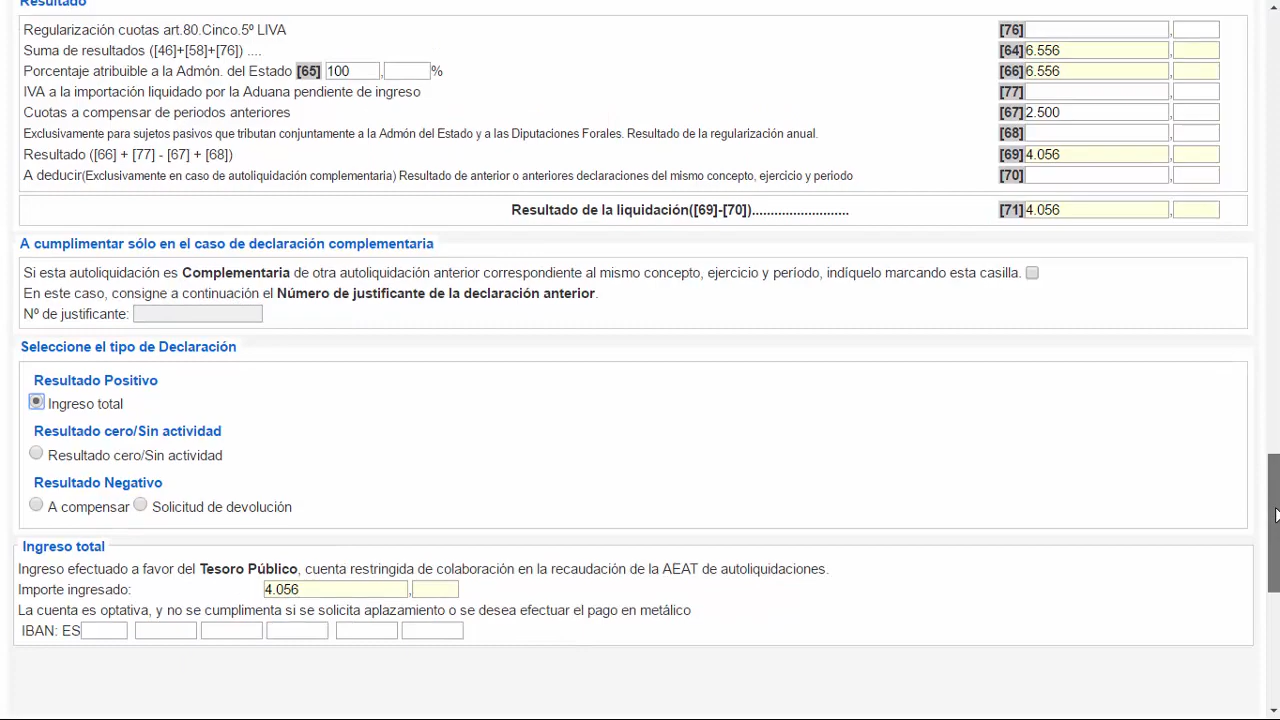 Resultado
Regularización cuotas art.80.Cinco.5º LIVA [76] ,
Suma de resultados ([46]+[58]+[76]) .... [64] 6.556 ,
Porcentaje atribuible a la Admón. del Estado [65] 100 , % [66] 6.556 ,
IVA a la importación liquidado por la Aduana pendiente de ingreso [77] ,
Cuotas a compensar de periodos anteriores [67] 2.500 ,
Exclusivamente para sujetos pasivos que tributan conjuntamente a la Admón del Estado y a las Diputaciones Forales. Resultado de la regularización anual. [68] ,
Resultado ([66] + [77] - [67] + [68]) [69] 4.056 ,
A deducir(Exclusivamente en caso de autoliquidación complementaria) Resultado de anterior o anteriores declaraciones del mismo concepto, ejercicio y periodo [70] ,
Resultado de la liquidación([69]-[70])......................... [71] 4.056 ,
A cumplimentar sólo en el caso de declaración complementaria
Si esta autoliquidación es Complementaria de otra autoliquidación anterior correspondiente al mismo concepto, ejercicio y período, indíquelo marcando esta casilla.
En este caso, consigne a continuación el Número de justificante de la declaración anterior.
Nº de justificante:
Seleccione el tipo de Declaración
Resultado Positivo
Ingreso total
Resultado cero/Sin actividad
Resultado cero/Sin actividad
Resultado Negativo
A compensar Solicitud de devolución
Ingreso total
Ingreso efectuado a favor del Tesoro Público, cuenta restringida de colaboración en la recaudación de la AEAT de autoliquidaciones.
Importe ingresado: 4.056 ,
La cuenta es optativa, y no se cumplimenta si se solicita aplazamiento o se desea efectuar el pago en metálico
IBAN: ES